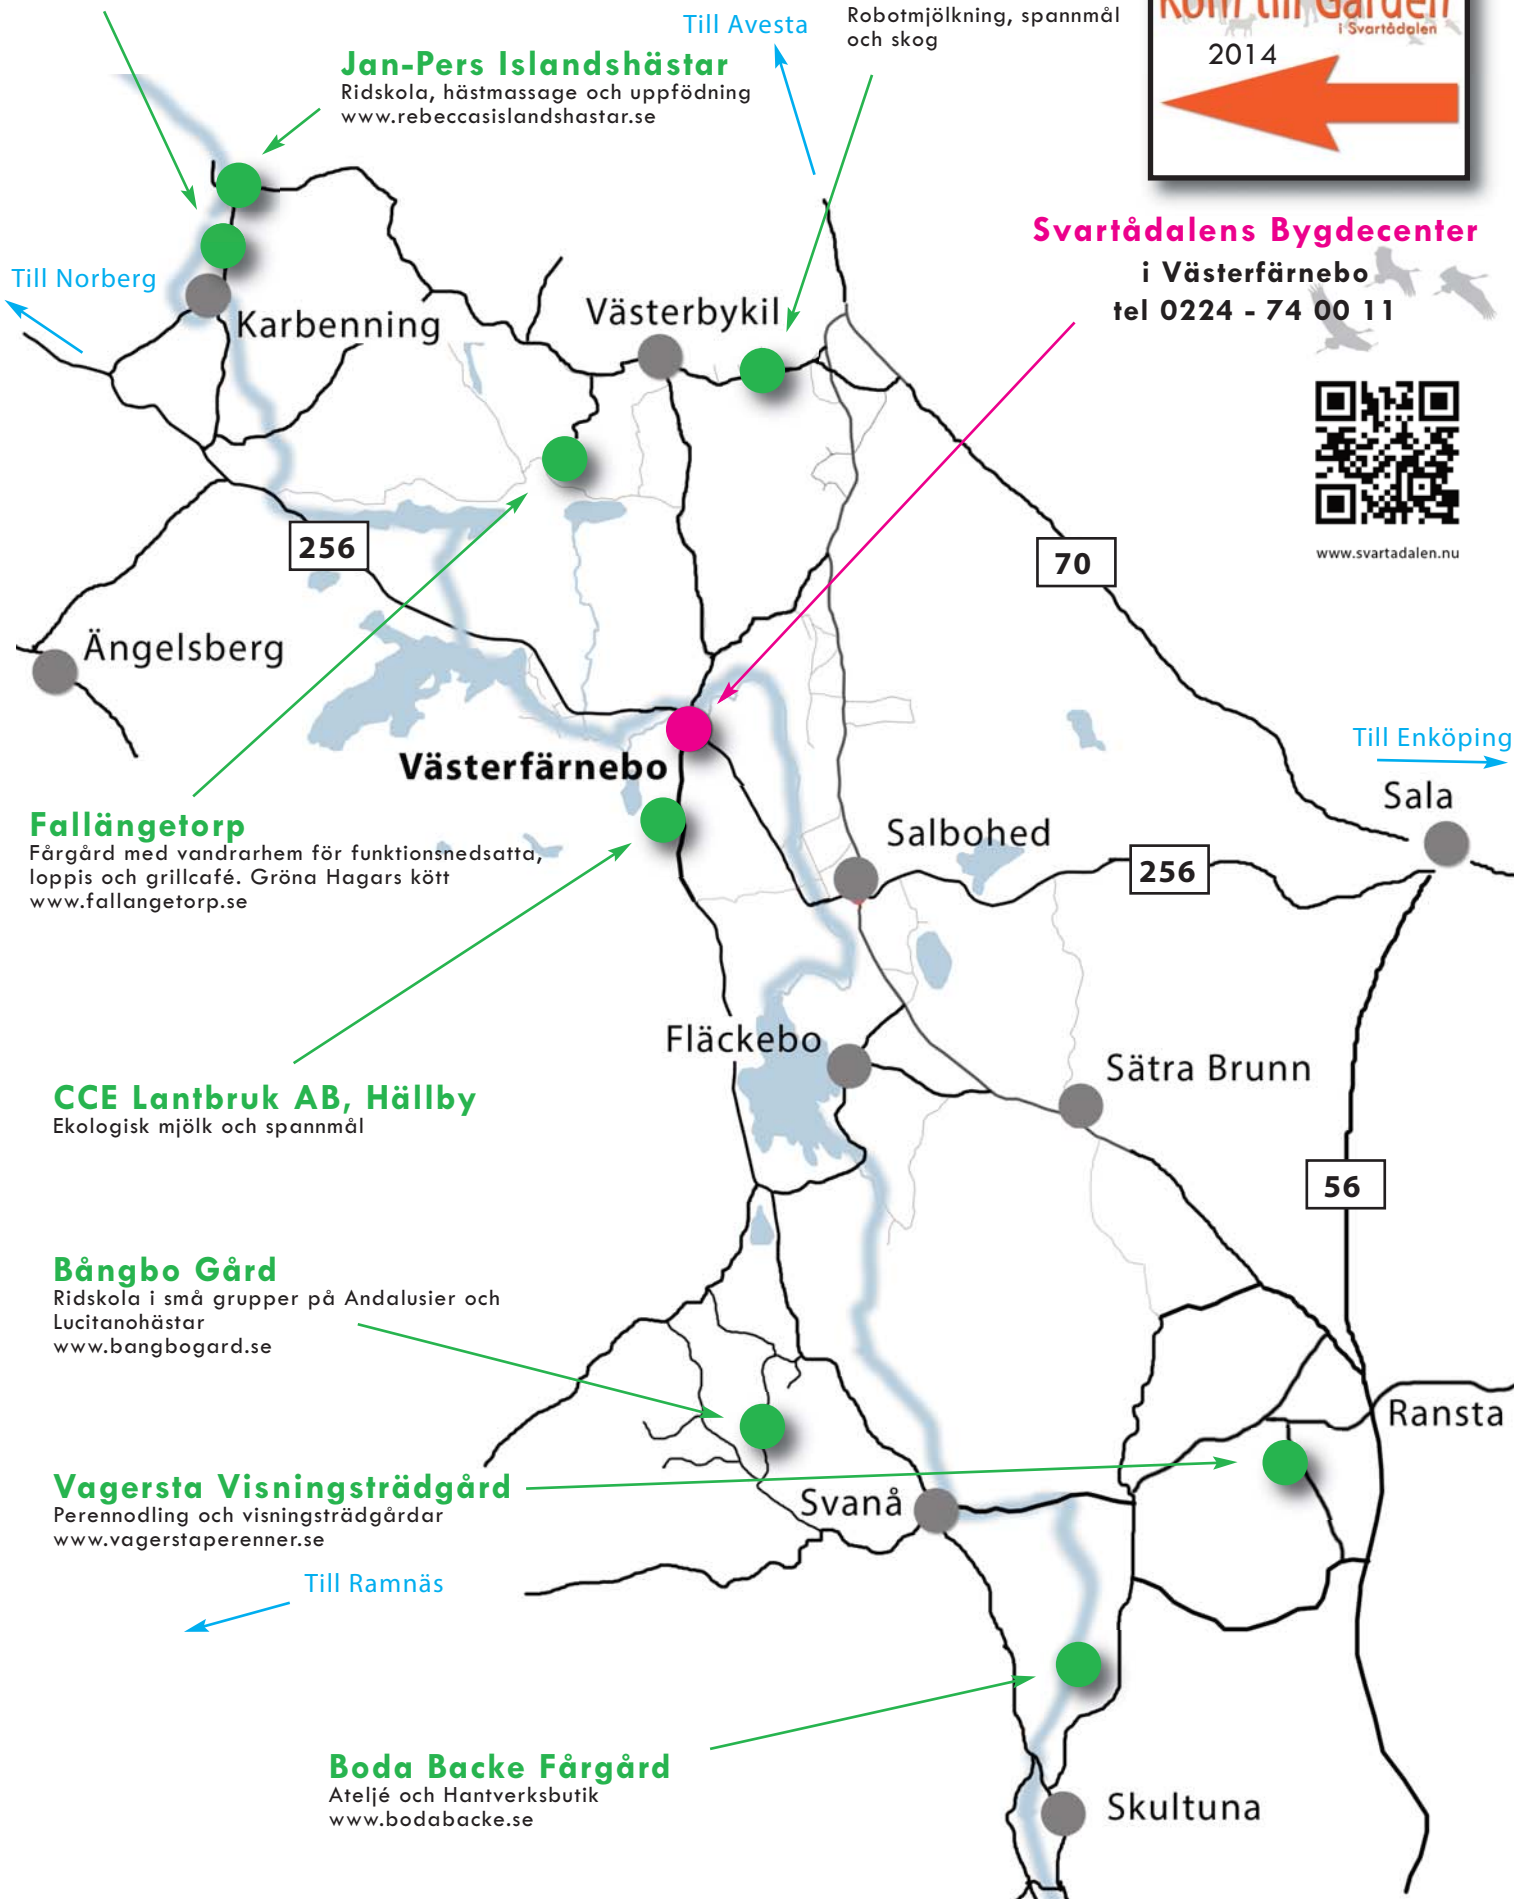 Till Avesta
Robotmjölkning, spannmål
och skog
Kom till Gården
i Svartådalen
2014
Jan-Pers Islandshästar
Ridskola, hästmassage och uppfödning
www.rebeccasislandshastar.se
Svartådalens Bygdecenter
i Västerfärnebo
tel 0224 - 74 00 11
www.svartadalen.nu
Till Norberg
Karbenning
Västerbykil
256
70
Ängelsberg
Västerfärnebo
Till Enköping
Sala
Salbohed
256
Fallängetorp
Fårgård med vandrarhem för funktionsnedsatta,
loppis och grillcafé. Gröna Hagars kött
www.fallangetorp.se
Fläckebo
Sätra Brunn
CCE Lantbruk AB, Hällby
Ekologisk mjölk och spannmål
56
Bångbo Gård
Ridskola i små grupper på Andalusier och
Lucitanohästar
www.bangbogard.se
Ransta
Vagersta Visningsträdgård
Perennodling och visningsträdgårdar
www.vagerstaperenner.se
Svanå
Till Ramnäs
Boda Backe Fårgård
Ateljé och Hantverksbutik
www.bodabacke.se
Skultuna